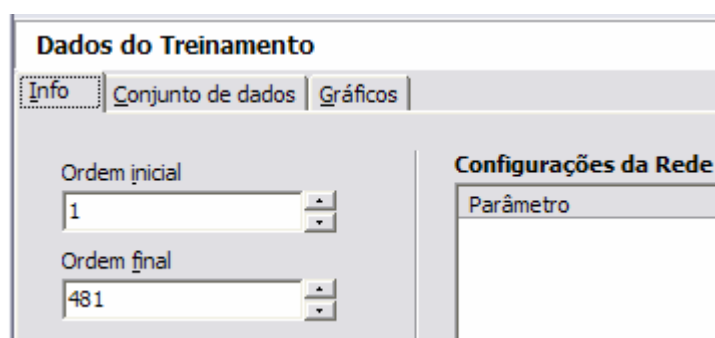 Dados do Treinamento
Info Conjunto de dados Gráficos
Ordem inicial
1
Ordem final
481
Configurações da Rede
Parâmetro